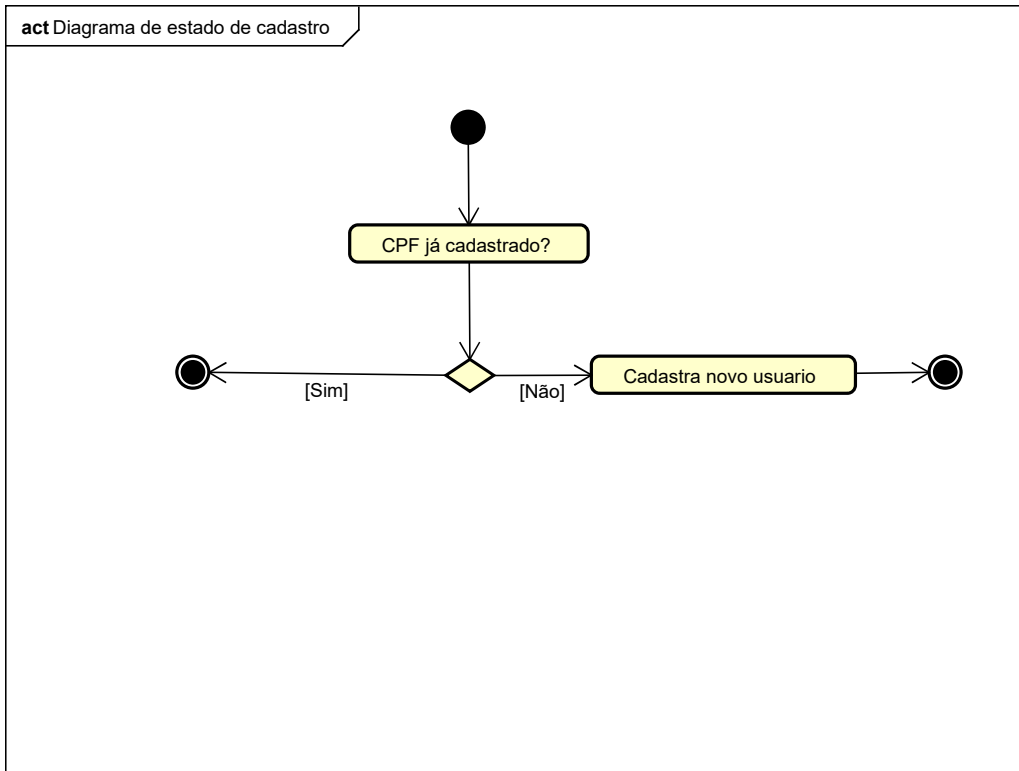 act Diagrama de estado de cadastro
CPF já cadastrado?
[Sim]
[Não]
Cadastra novo usuario